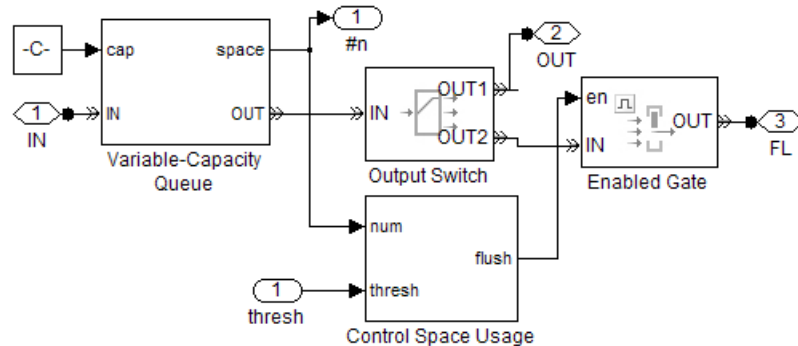 -C-
cap
space
IN
OUT
Variable-Capacity
Queue
1
IN
1
#n
IN
OUT1
OUT2
Output Switch
2
OUT
en
IN
OUT
Enabled Gate
3
FL
num
thresh
flush
Control Space Usage
1
thresh